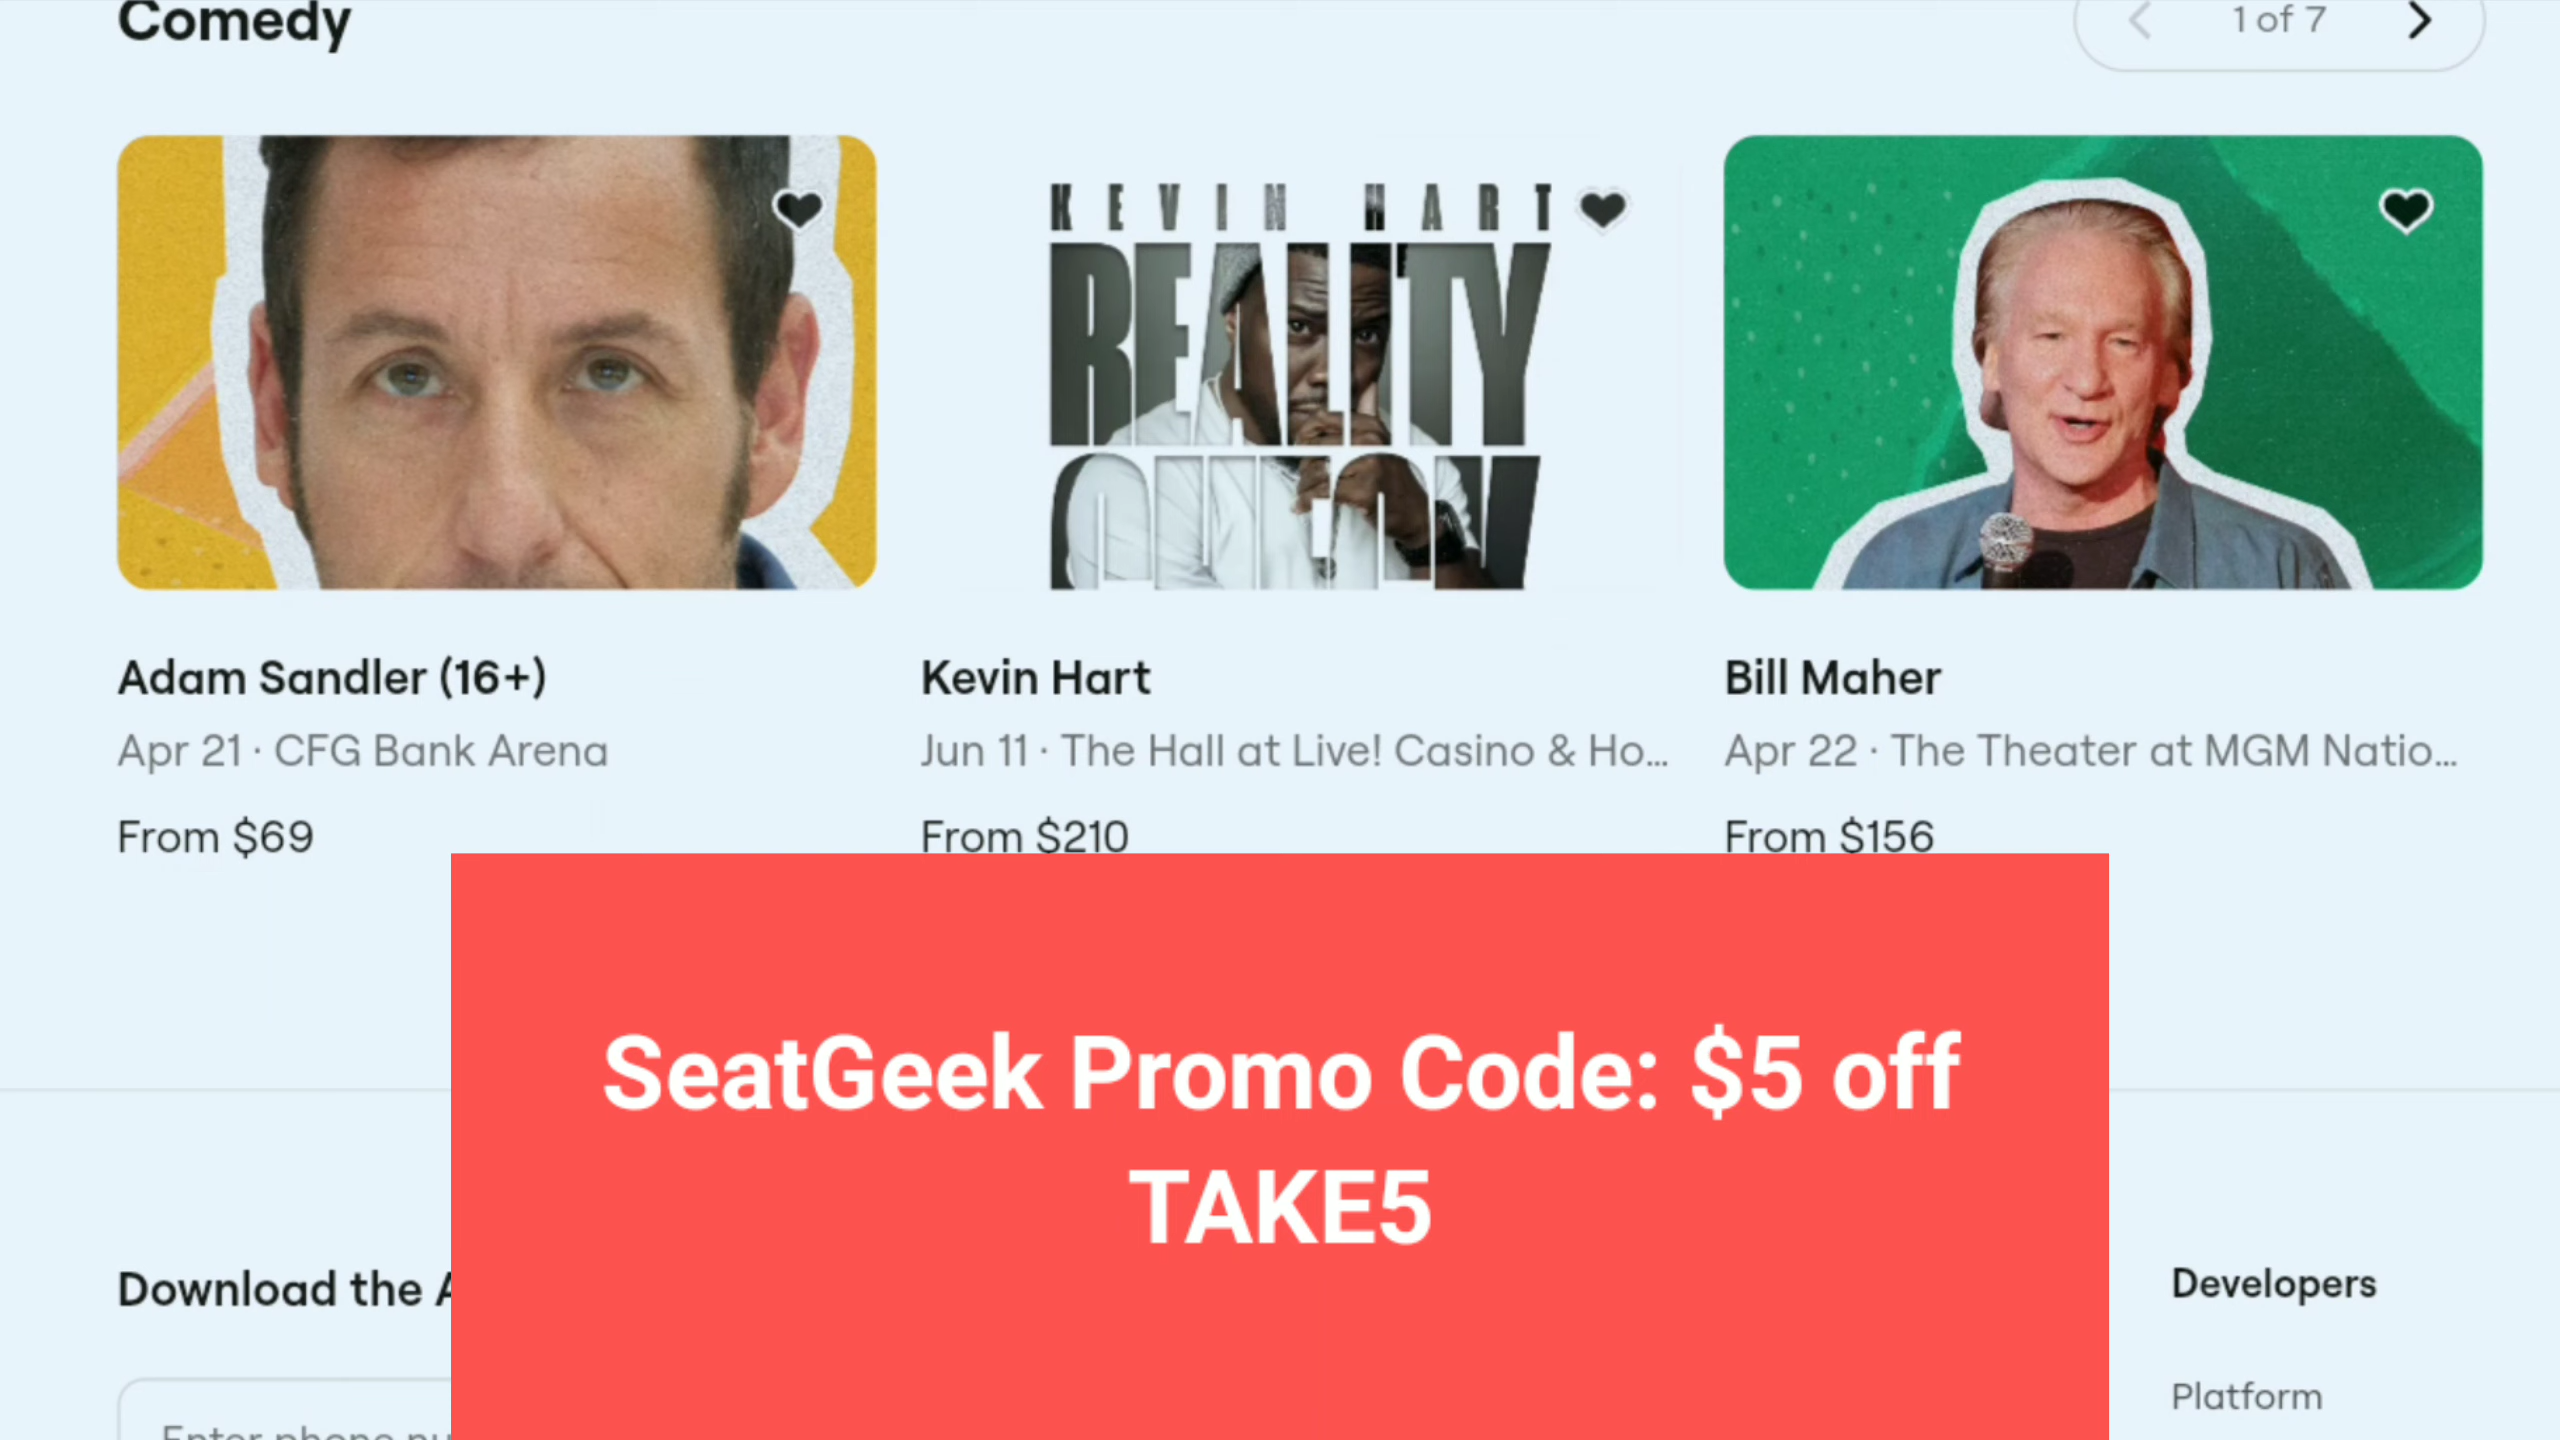 Comedy
1 of 7
KEVIN HART
REALITY
Adam Sandler (16+)
Kevin Hart
Bill Maher
Apr 21 · CFG Bank Arena
Jun 11 · The Hall at Live! Casino & Ho...
Apr 22 · The Theater at MGM Natio...
From $69
From $210
From $156
SeatGeek Promo Code: $5 off
TAKE5
Download the
Developers
Platform
Enter phone